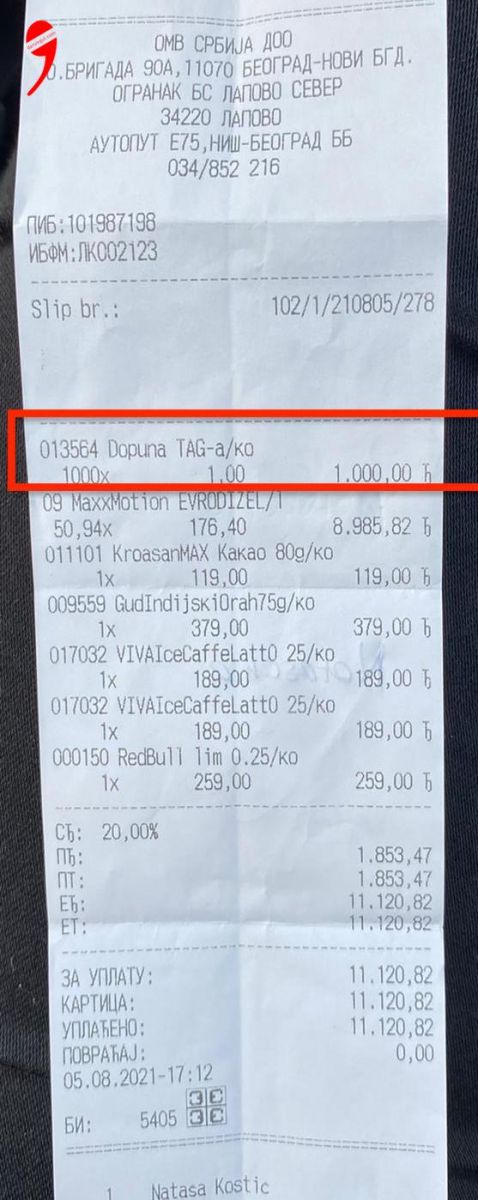 ОМВ СРБИЈА ДОО
О.БРИГАДА 90А,11070 БЕОГРАД-НОВИ БГД.
ОГРАНАК БС ЛАПОВО СЕВЕР
34220 ЛАПОВО
АУТОПУТ Е75,НИШ-БЕОГРАД ББ
034/852 216
ПИБ:101987198
ИБФМ:ЛК002123
Slip br.: 102/1/210805/278
013564 Dopuna TAG-a/ко
1000x 1,00 1.000,00 Ђ
09 MaxxMotion EVRODIZEL/l
50,94x 176,40 8.985,82 Ђ
011101 KroasanMAX Kakao 80g/ко
1x 119,00 119,00 Ђ
009559 GudIndijskiOrah75g/ко
1x 379,00 379,00 Ђ
017032 VIVAIceCaffeLattO 25/ко
1x 189,00 189,00 Ђ
017032 VIVAIceCaffeLattO 25/ко
1x 189,00 189,00 Ђ
000150 RedBull lim 0.25/ко
1x 259,00 259,00 Ђ
СЂ: 20,00%
ПЂ: 1.853,47
ПТ: 1.853,47
ЕЂ: 11.120,82
ЕТ: 11.120,82
ЗА УПЛАТУ: 11.120,82
КАРТИЦА: 11.120,82
УПЛАЋЕНО: 11.120,82
ПОВРАЋАЈ: 0,00
05.08.2021-17:12
БИ: 5405
1 Natasa Kostic